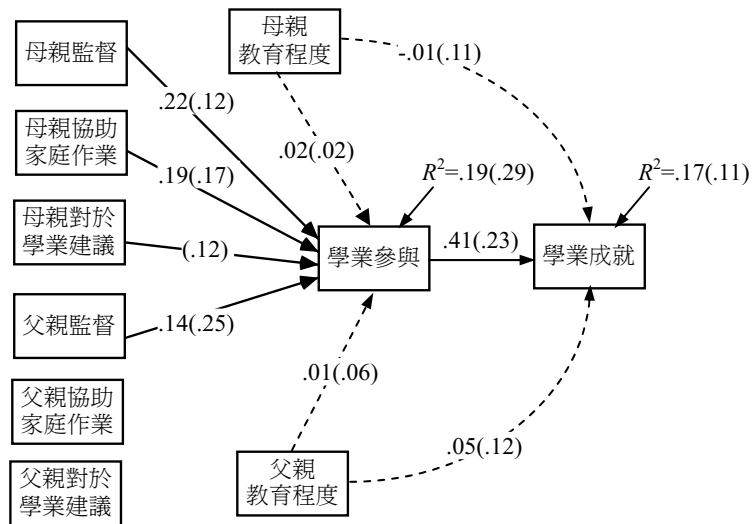 母親監督
母親
教育程度
-.01(.11)
.22(.12)
母親協助
家庭作業
.19(.17)
.02(.02)
R²=.19(.29)
R²=.17(.11)
母親對於
學業建議
(.12)
學業參與
.41(.23)
學業成就
父親監督
.14(.25)
.01(.06)
父親協助
家庭作業
.05(.12)
父親
教育程度
父親對於
學業建議